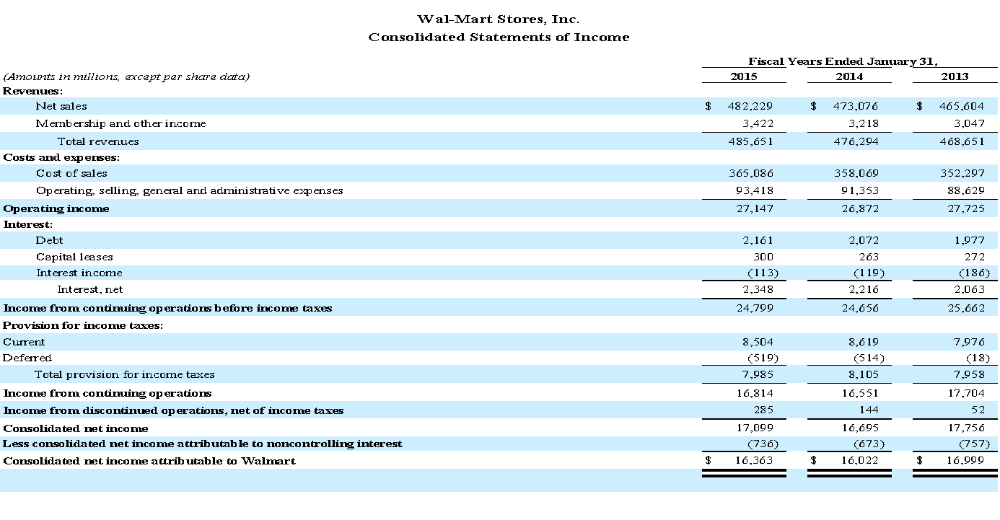 Wal-Mart Stores, Inc.
Consolidated Statements of Income
Fiscal Years Ended January 31,
(Amounts in millions, except per share data) 2015 2014 2013
Revenues:
Net sales $ 482,229 $ 473,076 $ 465,604
Membership and other income 3,422 3,218 3,047
Total revenues 485,651 476,294 468,651
Costs and expenses:
Cost of sales 365,086 358,069 352,297
Operating, selling, general and administrative expenses 93,418 91,353 88,629
Operating income 27,147 26,872 27,725
Interest:
Debt 2,161 2,072 1,977
Capital leases 300 263 272
Interest income (113) (119) (186)
Interest, net 2,348 2,216 2,063
Income from continuing operations before income taxes 24,799 24,656 25,662
Provision for income taxes:
Current 8,504 8,619 7,976
Deferred (519) (514) (18)
Total provision for income taxes 7,985 8,105 7,958
Income from continuing operations 16,814 16,551 17,704
Income from discontinued operations, net of income taxes 285 144 52
Consolidated net income 17,099 16,695 17,756
Less consolidated net income attributable to noncontrolling interest (736) (673) (757)
Consolidated net income attributable to Walmart $ 16,363 $ 16,022 $ 16,999